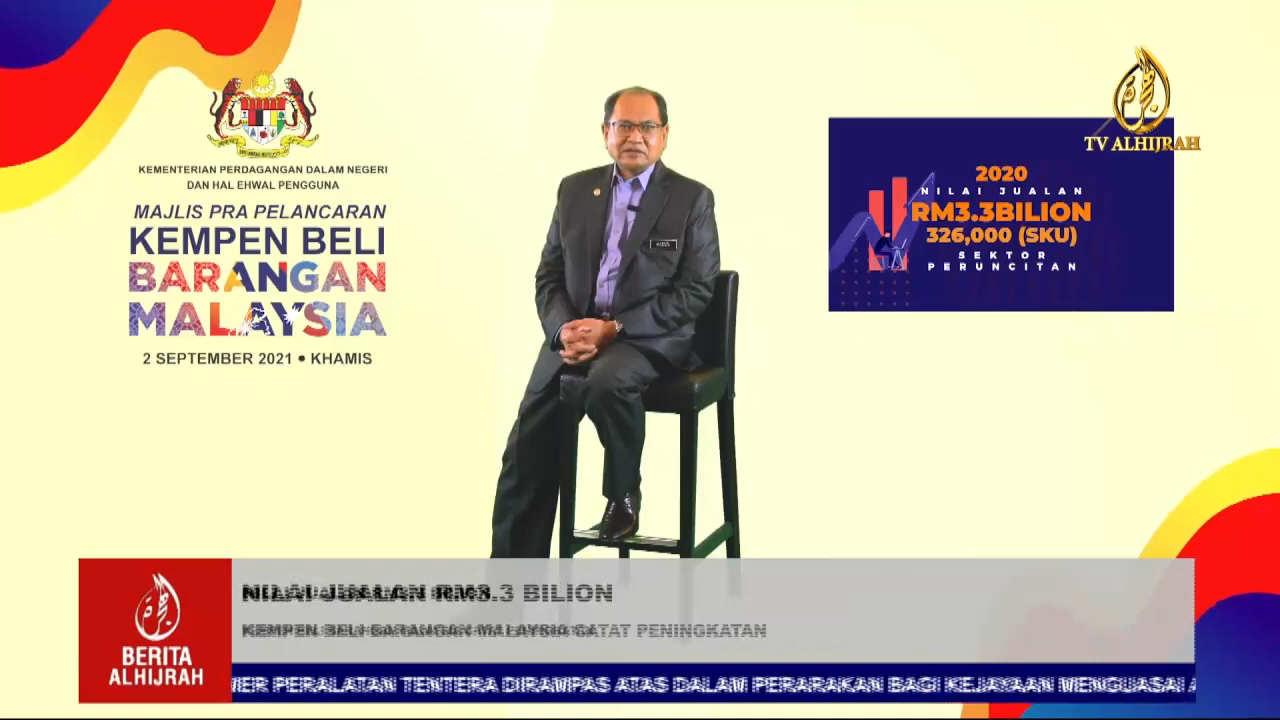 KEMENTERIAN PERDAGANGAN DALAM NEGERI
DAN HAL EHWAL PENGGUNA
MAJLIS PRA PELANCARAN
KEMPEN BELI
BARANGAN
MALAYSIA
2 SEPTEMBER 2021 • KHAMIS
TV ALHIJRAH
2020
NILAI JUALAN
RM3.3BILION
326,000 (SKU)
SEKTOR
PERUNCITAN
NILAI JUALAN RM3.3 BILION
KEMPEN BELI BARANGAN MALAYSIA CATAT PENINGKATAN
BERITA
ALHIJRAH
PERALATAN TENTERA DIRAMPAS ATAS DALAM PERARAKAN BAGI KEJAYAAN MENGUASAI